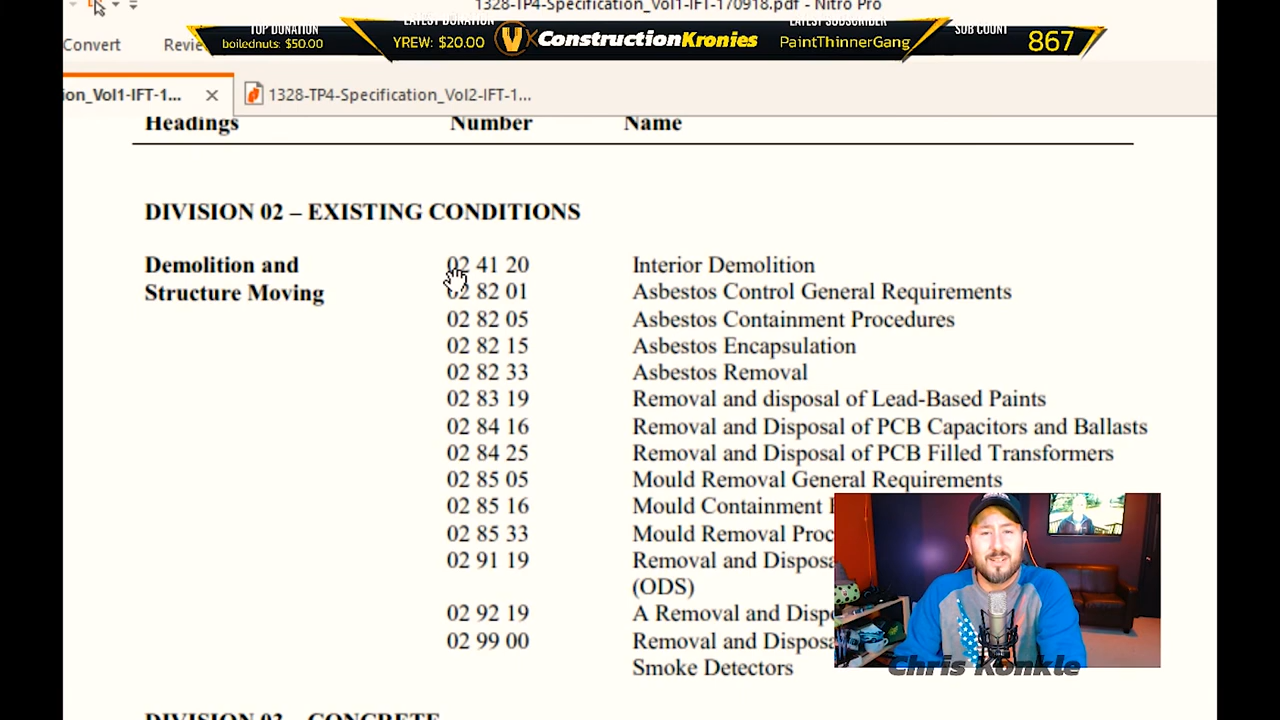 1328-TP4-Specification_Vol1-IFT-170918.pdf - Nitro Pro
Convert
TOP DONATION
boilednuts: $50.00
LATEST DONATION
YREW: $20.00
ConstructionKronies
LATEST SUBSCRIBER
PaintThinnerGang
SUB COUNT
867
ion_Vol1-IFT-1...
1328-TP4-Specification_Vol2-IFT-1...
Headings Number Name
DIVISION 02 – EXISTING CONDITIONS
Demolition and 02 41 20 Interior Demolition
Structure Moving 02 82 01 Asbestos Control General Requirements
02 82 05 Asbestos Containment Procedures
02 82 15 Asbestos Encapsulation
02 82 33 Asbestos Removal
02 83 19 Removal and disposal of Lead-Based Paints
02 84 16 Removal and Disposal of PCB Capacitors and Ballasts
02 84 25 Removal and Disposal of PCB Filled Transformers
02 85 05 Mould Removal General Requirements
02 85 16 Mould Containment
02 85 33 Mould Removal Proc
02 91 19 Removal and Disposa
(ODS)
02 92 19 A Removal and Disp
02 99 00 Removal and Disposa
Smoke Detectors
Chris Konkle
DIVISION 03 – CONCRETE